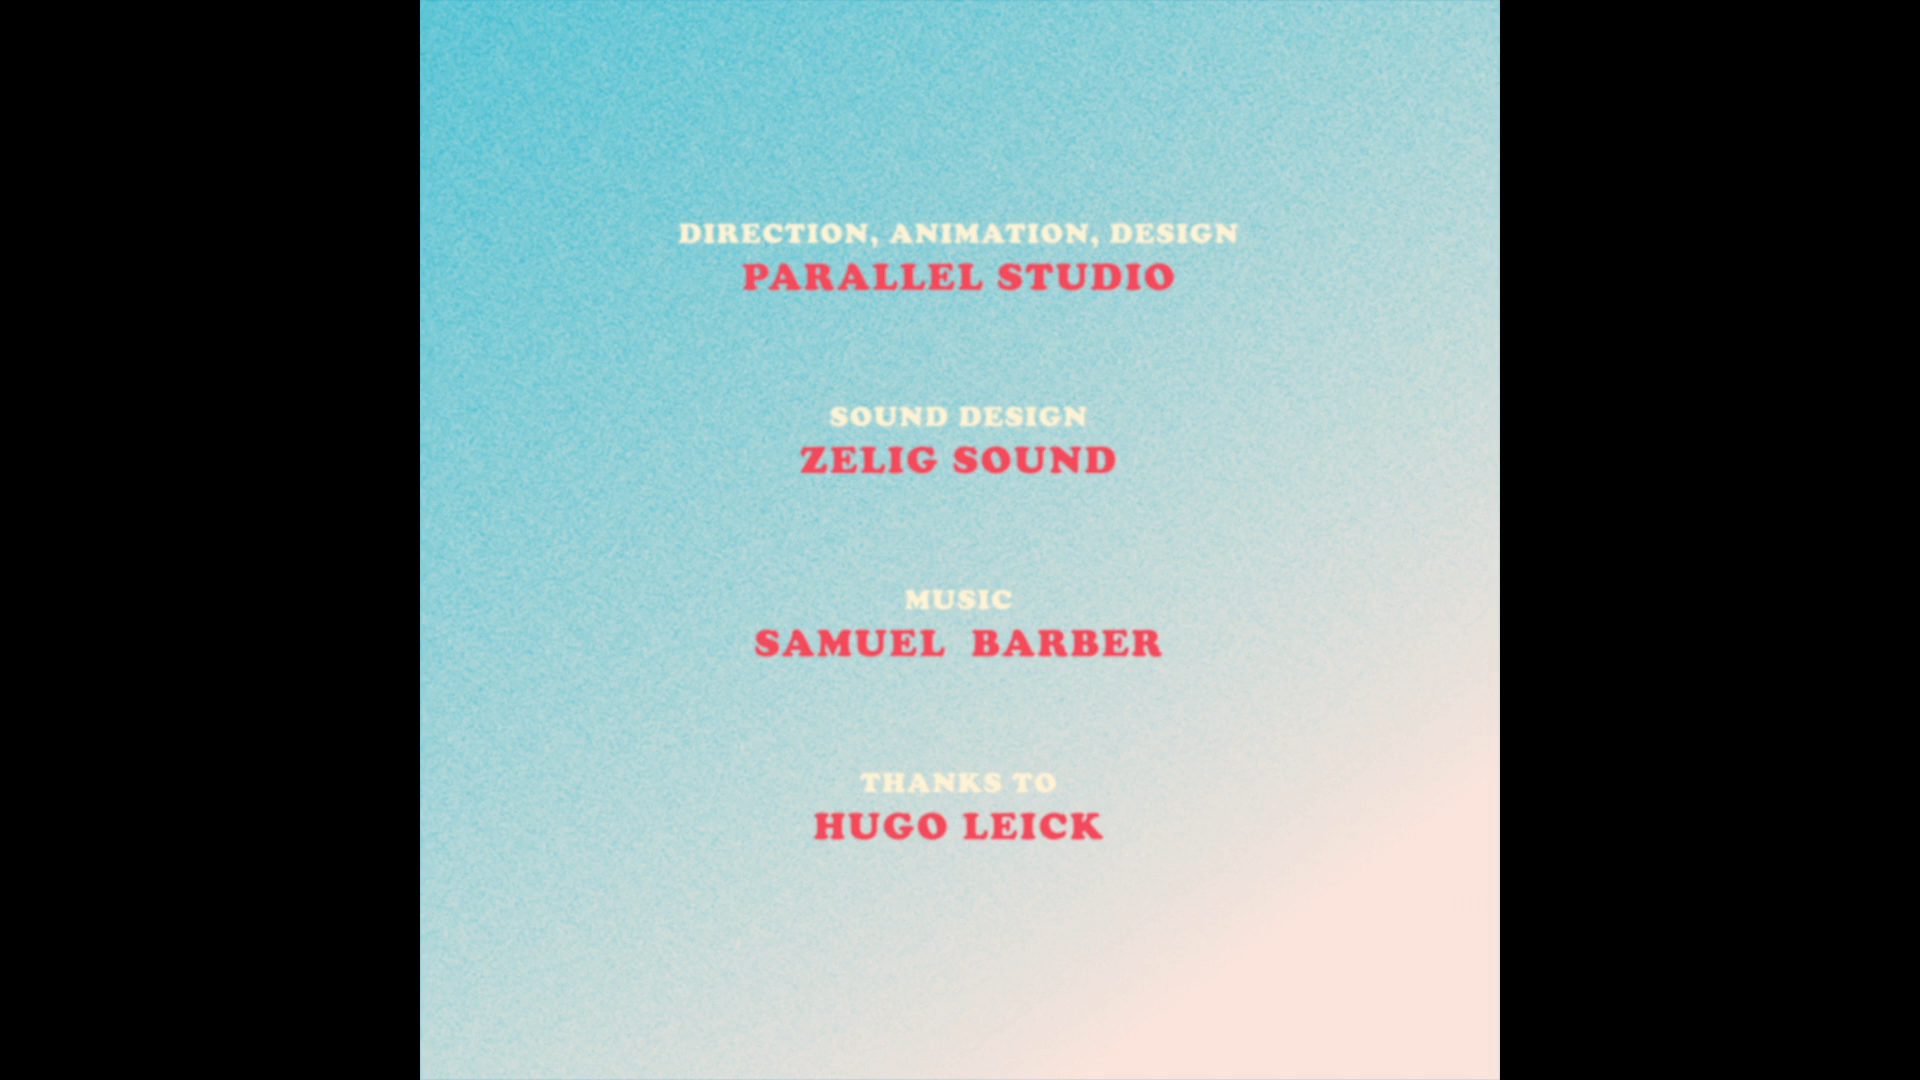 DIRECTION, ANIMATION, DESIGN
PARALLEL STUDIO
SOUND DESIGN
ZELIG SOUND
MUSIC
SAMUEL BARBER
THANKS TO
HUGO LEICK